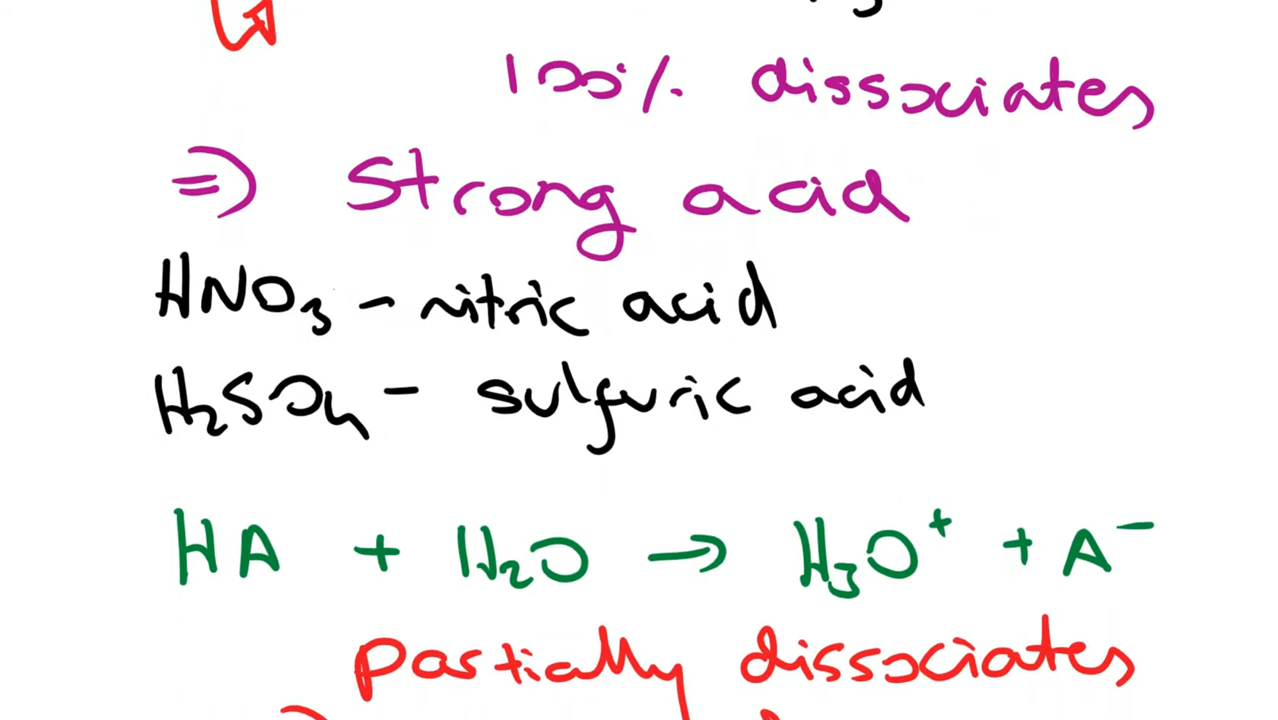 100% dissociates
⇒ Strong acid
HNO₃ – nitric acid
H₂SO₄ – sulfuric acid
HA + H₂O → H₃O⁺ + A⁻
partially dissociates